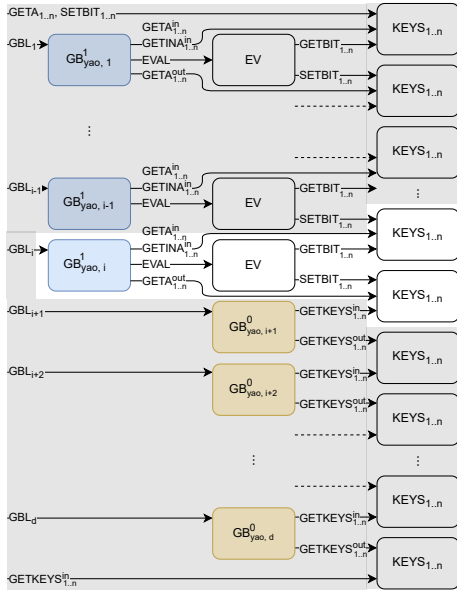 GETA1..n, SETBIT1..n
KEYS1..n
GETAin1..n
GBL1
GB1yao, 1
GETINAin1..n
EVAL
GETAout1..n
EV
GETBIT1..n
SETBIT1..n
KEYS1..n
⋮
KEYS1..n
GETAin1..n
GBLi-1
GB1yao, i-1
GETINAin1..n
EVAL
EV
GETBIT1..n
⋮
SETBIT1..n
KEYS1..n
GETAin1..n
GBLi
GB1yao, i
GETINAin1..n
EVAL
GETAout1..n
EV
GETBIT1..n
SETBIT1..n
KEYS1..n
GBLi+1
GB0yao, i+1
GETKEYSin1..n
GETKEYSout1..n
KEYS1..n
GBLi+2
GB0yao, i+2
GETKEYSin1..n
GETKEYSout1..n
KEYS1..n
⋮
⋮
KEYS1..n
GBLd
GB0yao, d
GETKEYSin1..n
GETKEYSout1..n
KEYS1..n
GETKEYSin1..n